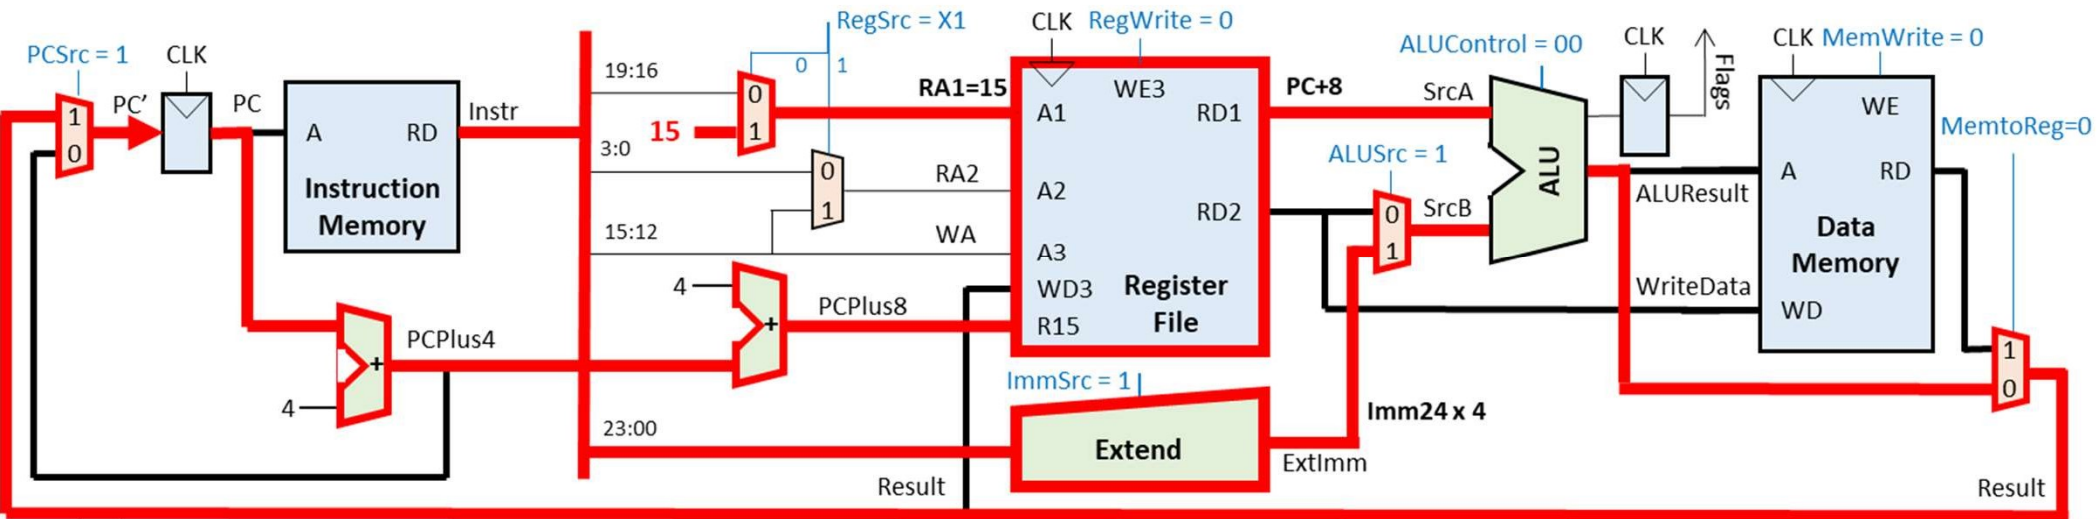 PCSrc = 1
CLK
PC’
PC
1
0
A
RD
Instruction
Memory
Instr
4
+
PCPlus4
19:16
15
3:0
15:12
23:00
RegSrc = X1
0
1
0
1
0
1
RA1=15
RA2
WA
4
+
PCPlus8
CLK
RegWrite = 0
WE3
A1
RD1
A2
RD2
A3
WD3
R15
Register
File
ImmSrc = 1
Extend
ExtImm
Imm24 x 4
PC+8
ALUSrc = 1
0
1
SrcA
SrcB
ALUControl = 00
ALU
CLK
Flags
ALUResult
WriteData
CLK
MemWrite = 0
WE
A
RD
Data
Memory
WD
MemtoReg=0
1
0
Result
Result